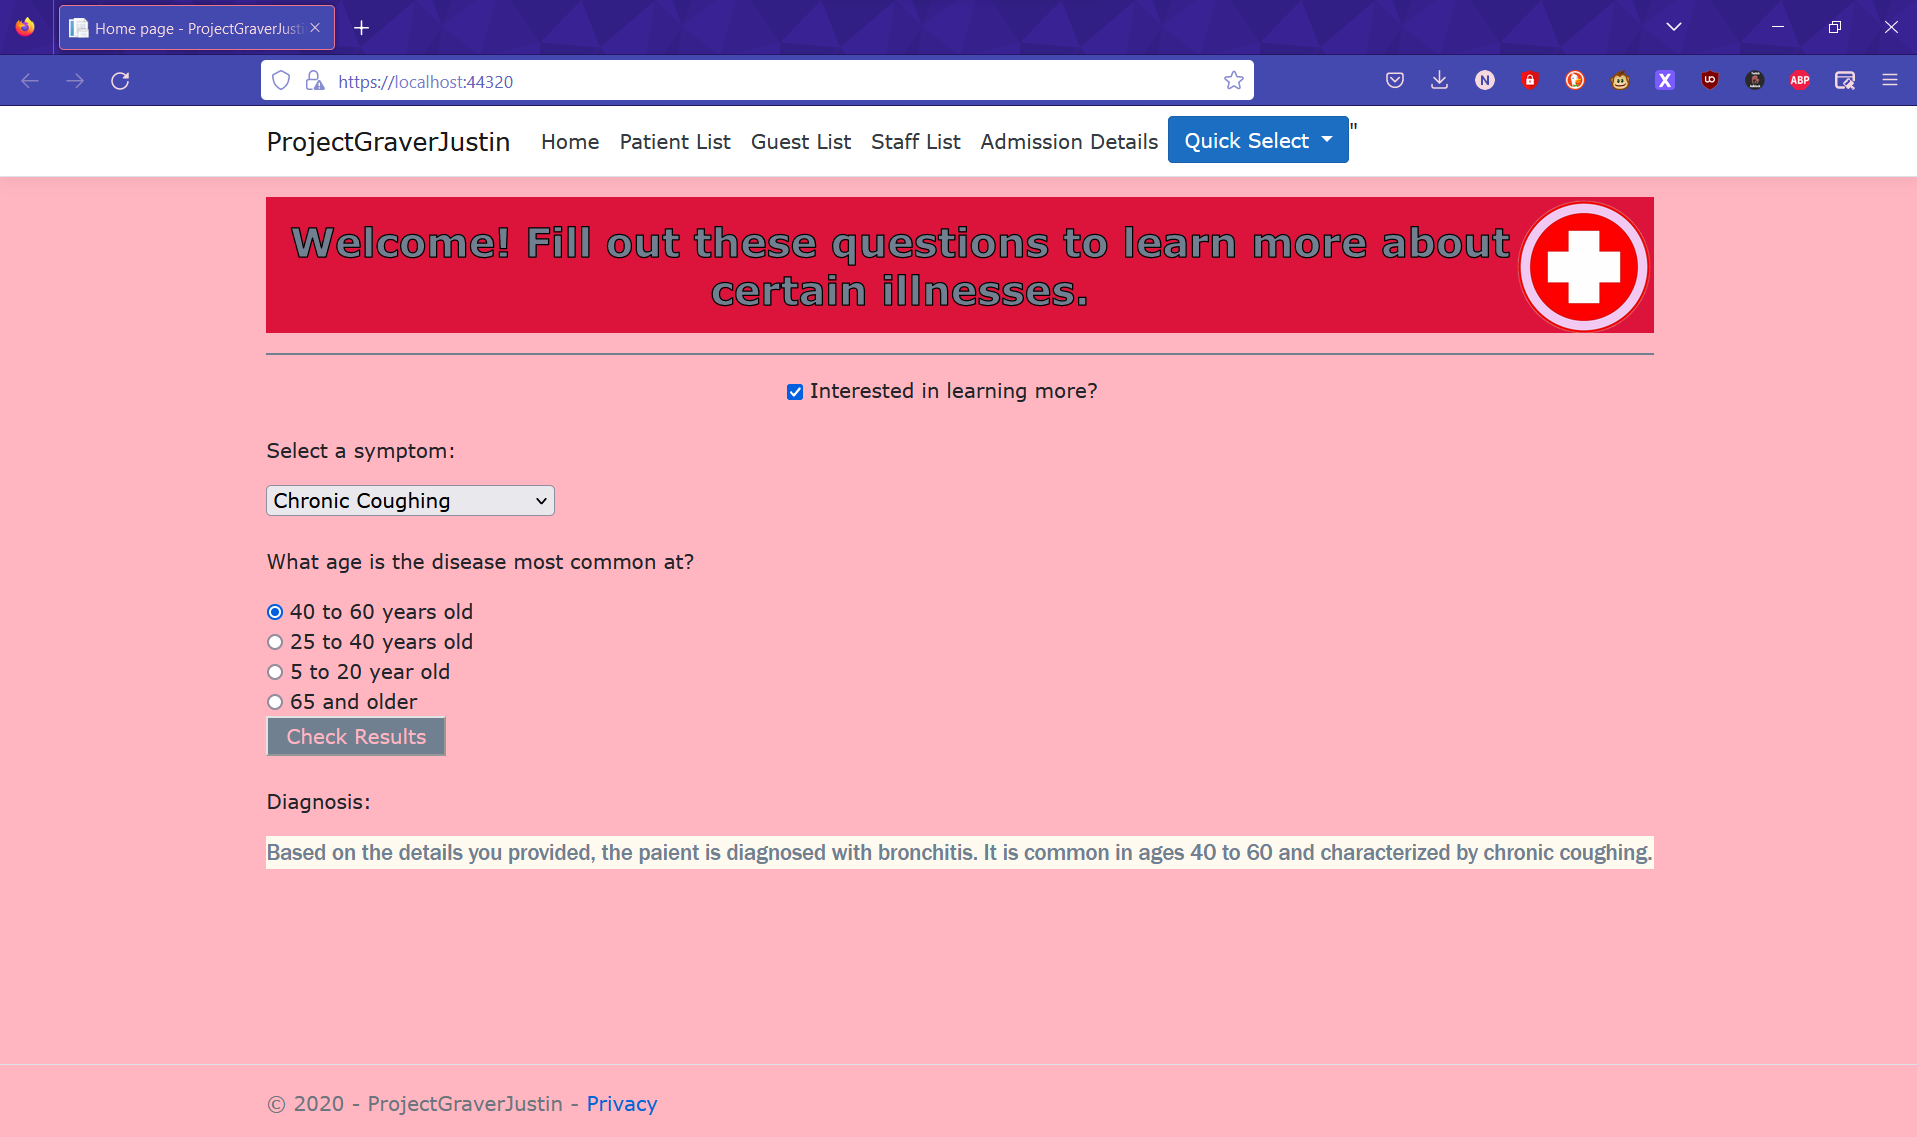 Home page - ProjectGraverJusti
https://localhost:44320
N
X
UO
ABP
ProjectGraverJustin Home Patient List Guest List Staff List Admission Details Quick Select "
Welcome! Fill out these questions to learn more about
certain illnesses.
Interested in learning more?
Select a symptom:
Chronic Coughing
What age is the disease most common at?
40 to 60 years old
25 to 40 years old
5 to 20 year old
65 and older
Check Results
Diagnosis:
Based on the details you provided, the paient is diagnosed with bronchitis. It is common in ages 40 to 60 and characterized by chronic coughing.
© 2020 - ProjectGraverJustin - Privacy